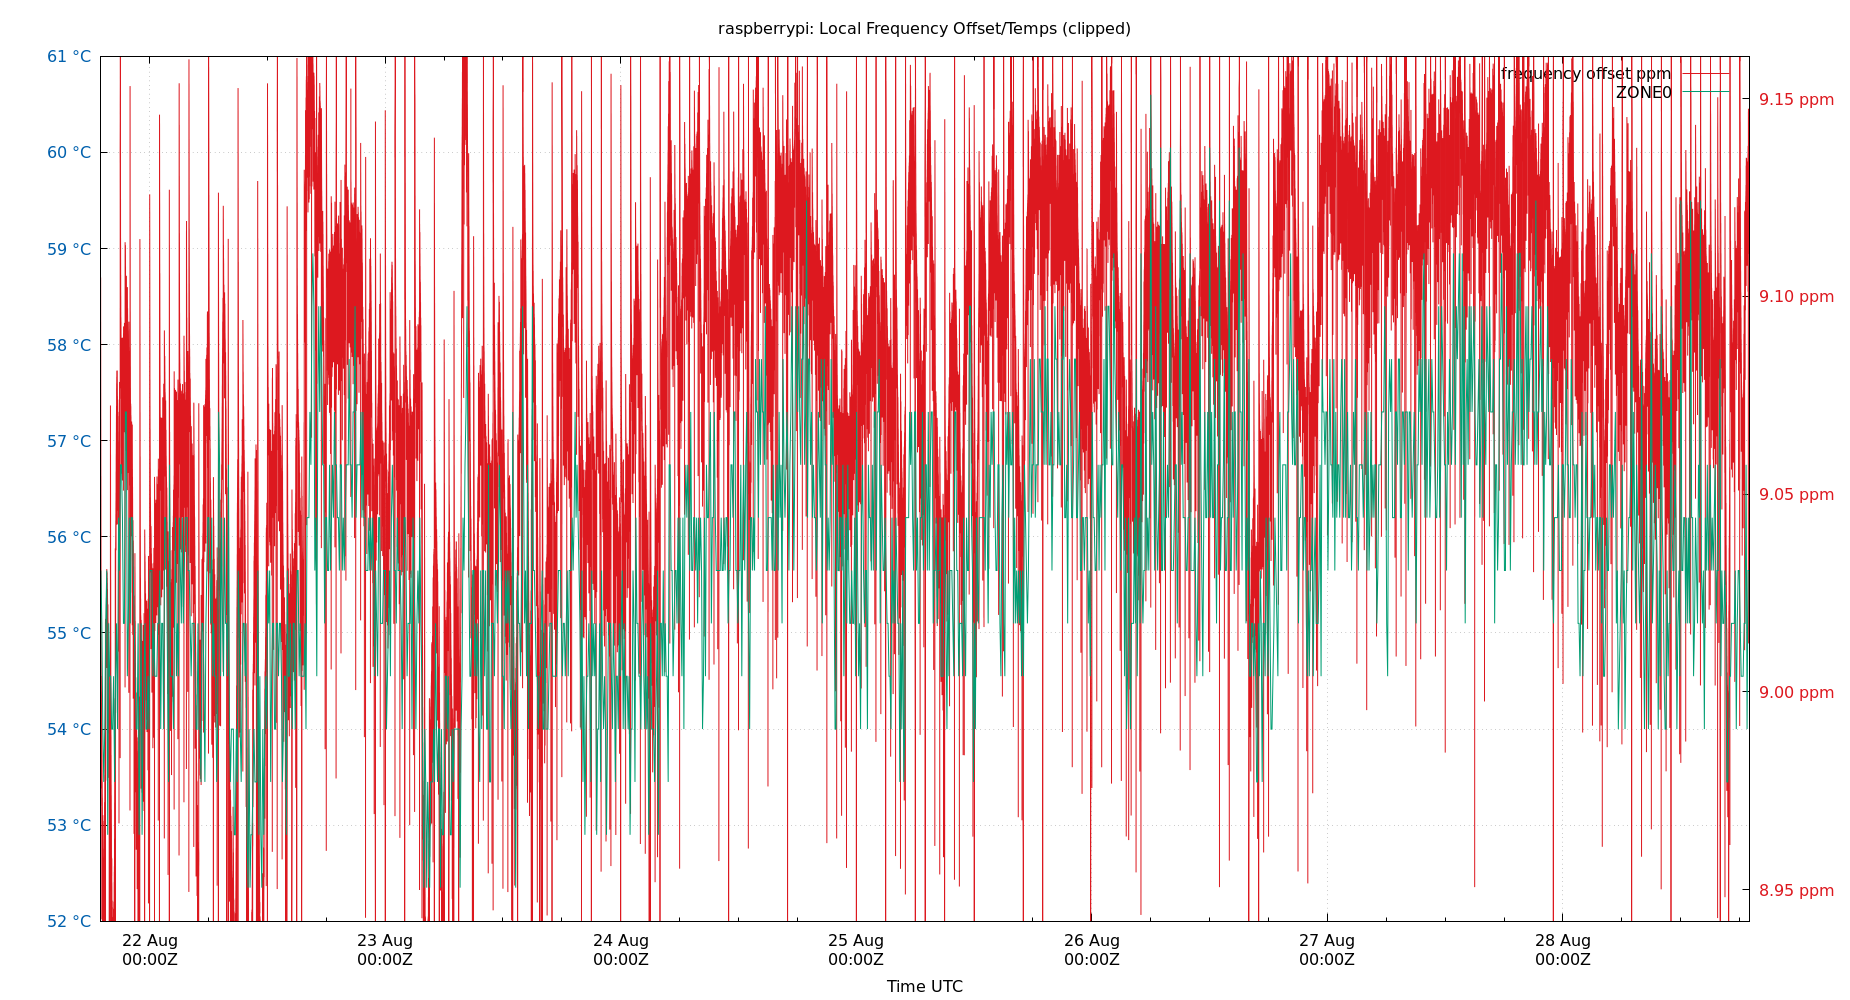 raspberrypi: Local Frequency Offset/Temps (clipped)
61 °C
60 °C
59 °C
58 °C
57 °C
56 °C
55 °C
54 °C
53 °C
52 °C
frequency offset ppm
ZONE0
9.15 ppm
9.10 ppm
9.05 ppm
9.00 ppm
8.95 ppm
22 Aug
00:00Z
23 Aug
00:00Z
24 Aug
00:00Z
25 Aug
00:00Z
26 Aug
00:00Z
27 Aug
00:00Z
28 Aug
00:00Z
Time UTC